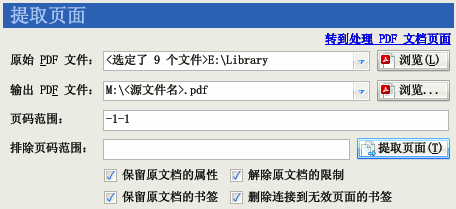 提取页面
转到处理 PDF 文档页面
原始 PDF 文件： <选定了 9 个文件>E:\Library 浏览(L)
输出 PDF 文件： M:\<源文件名>.pdf 浏览...
页码范围： -1-1
排除页码范围： 提取页面(T)
保留原文档的属性 解除原文档的限制
保留原文档的书签 删除连接到无效页面的书签